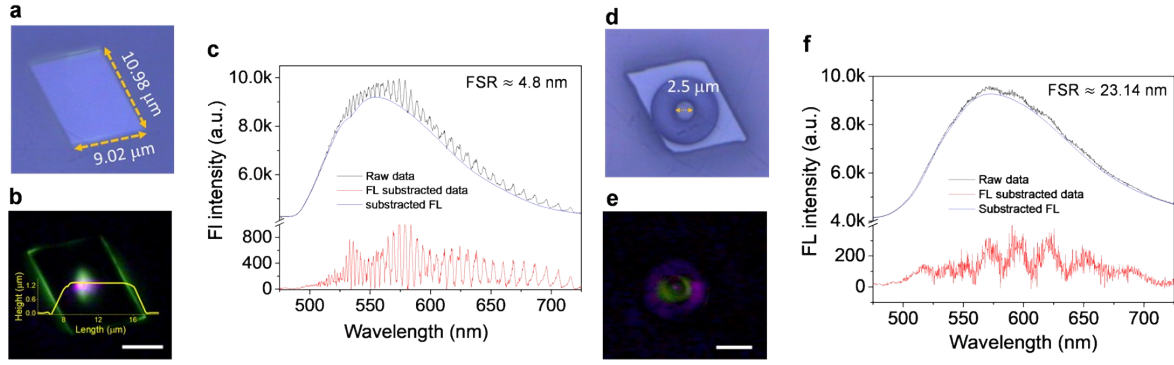 a
10.98 μm
9.02 μm
b
Height (μm)
1.2
0.6
0.0
8
12
16
Length (μm)
c
FSR ≈ 4.8 nm
10.0k
8.0k
6.0k
800
400
0
Fl intensity (a.u.)
Raw data
FL substracted data
substracted FL
500
550
600
650
700
Wavelength (nm)
d
2.5 μm
e
f
FSR ≈ 23.14 nm
10.0k
8.0k
6.0k
4.0k
200
0
FL intensity (a.u.)
Raw data
FL substracted data
Substracted FL
500
550
600
650
700
Wavelength (nm)